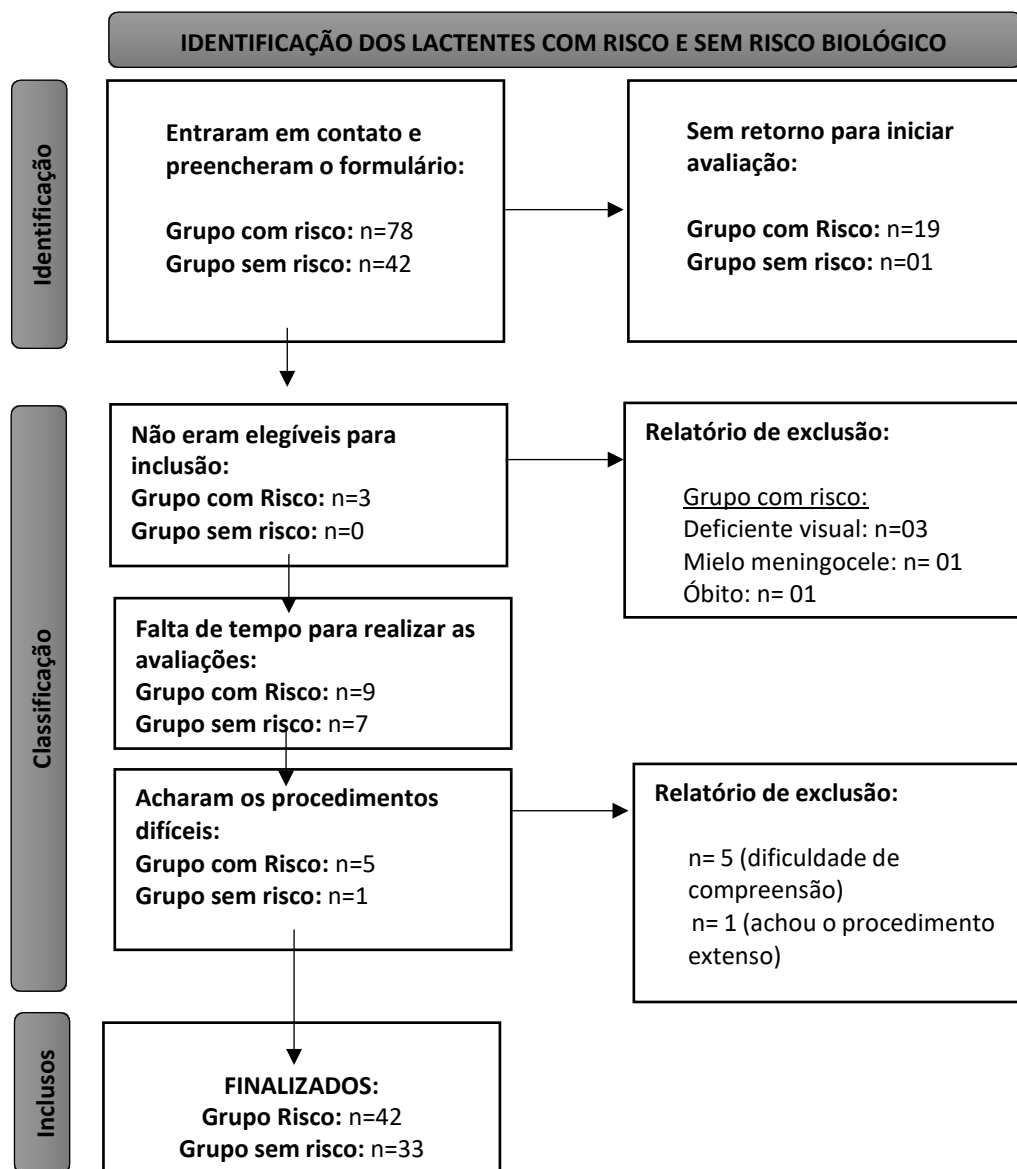 IDENTIFICAÇÃO DOS LACTENTES COM RISCO E SEM RISCO BIOLÓGICO
Identificação
Entraram em contato e
preencheram o formulário:
Grupo com risco: n=78
Grupo sem risco: n=42
Sem retorno para iniciar
avaliação:
Grupo com Risco: n=19
Grupo sem risco: n=01
Classificação
Não eram elegíveis para
inclusão:
Grupo com Risco: n=3
Grupo sem risco: n=0
Relatório de exclusão:
Grupo com risco:
Deficiente visual: n=03
Mielo meningocele: n= 01
Óbito: n= 01
Falta de tempo para realizar as
avaliações:
Grupo com Risco: n=9
Grupo sem risco: n=7
Acharam os procedimentos
difíceis:
Grupo com Risco: n=5
Grupo sem risco: n=1
Relatório de exclusão:
n= 5 (dificuldade de
compreensão)
n= 1 (achou o procedimento
extenso)
Inclusos
FINALIZADOS:
Grupo Risco: n=42
Grupo sem risco: n=33